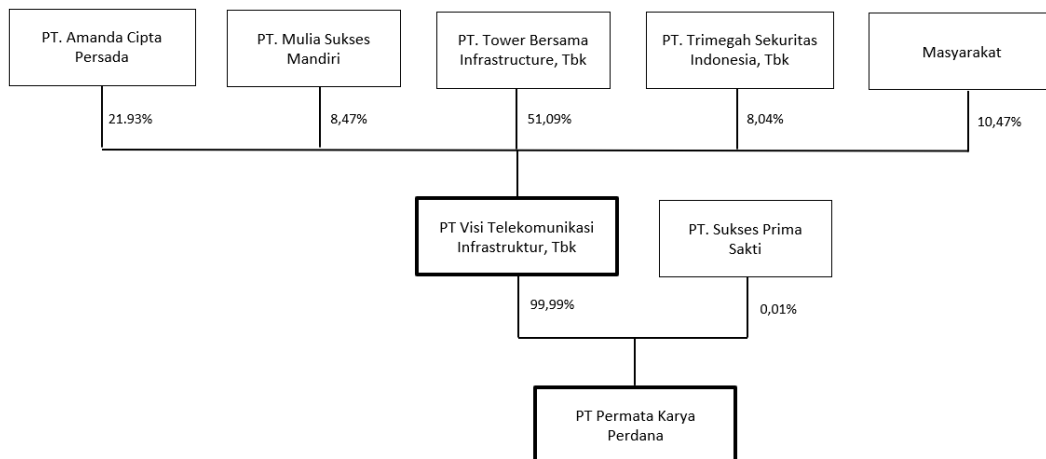 PT. Amanda Cipta
Persada
PT. Mulia Sukses
Mandiri
PT. Tower Bersama
Infrastructure, Tbk
PT. Trimegah Sekuritas
Indonesia, Tbk
Masyarakat
21.93%
8,47%
51,09%
8,04%
10,47%
PT Visi Telekomunikasi
Infrastruktur, Tbk
PT. Sukses Prima
Sakti
99,99%
0,01%
PT Permata Karya
Perdana